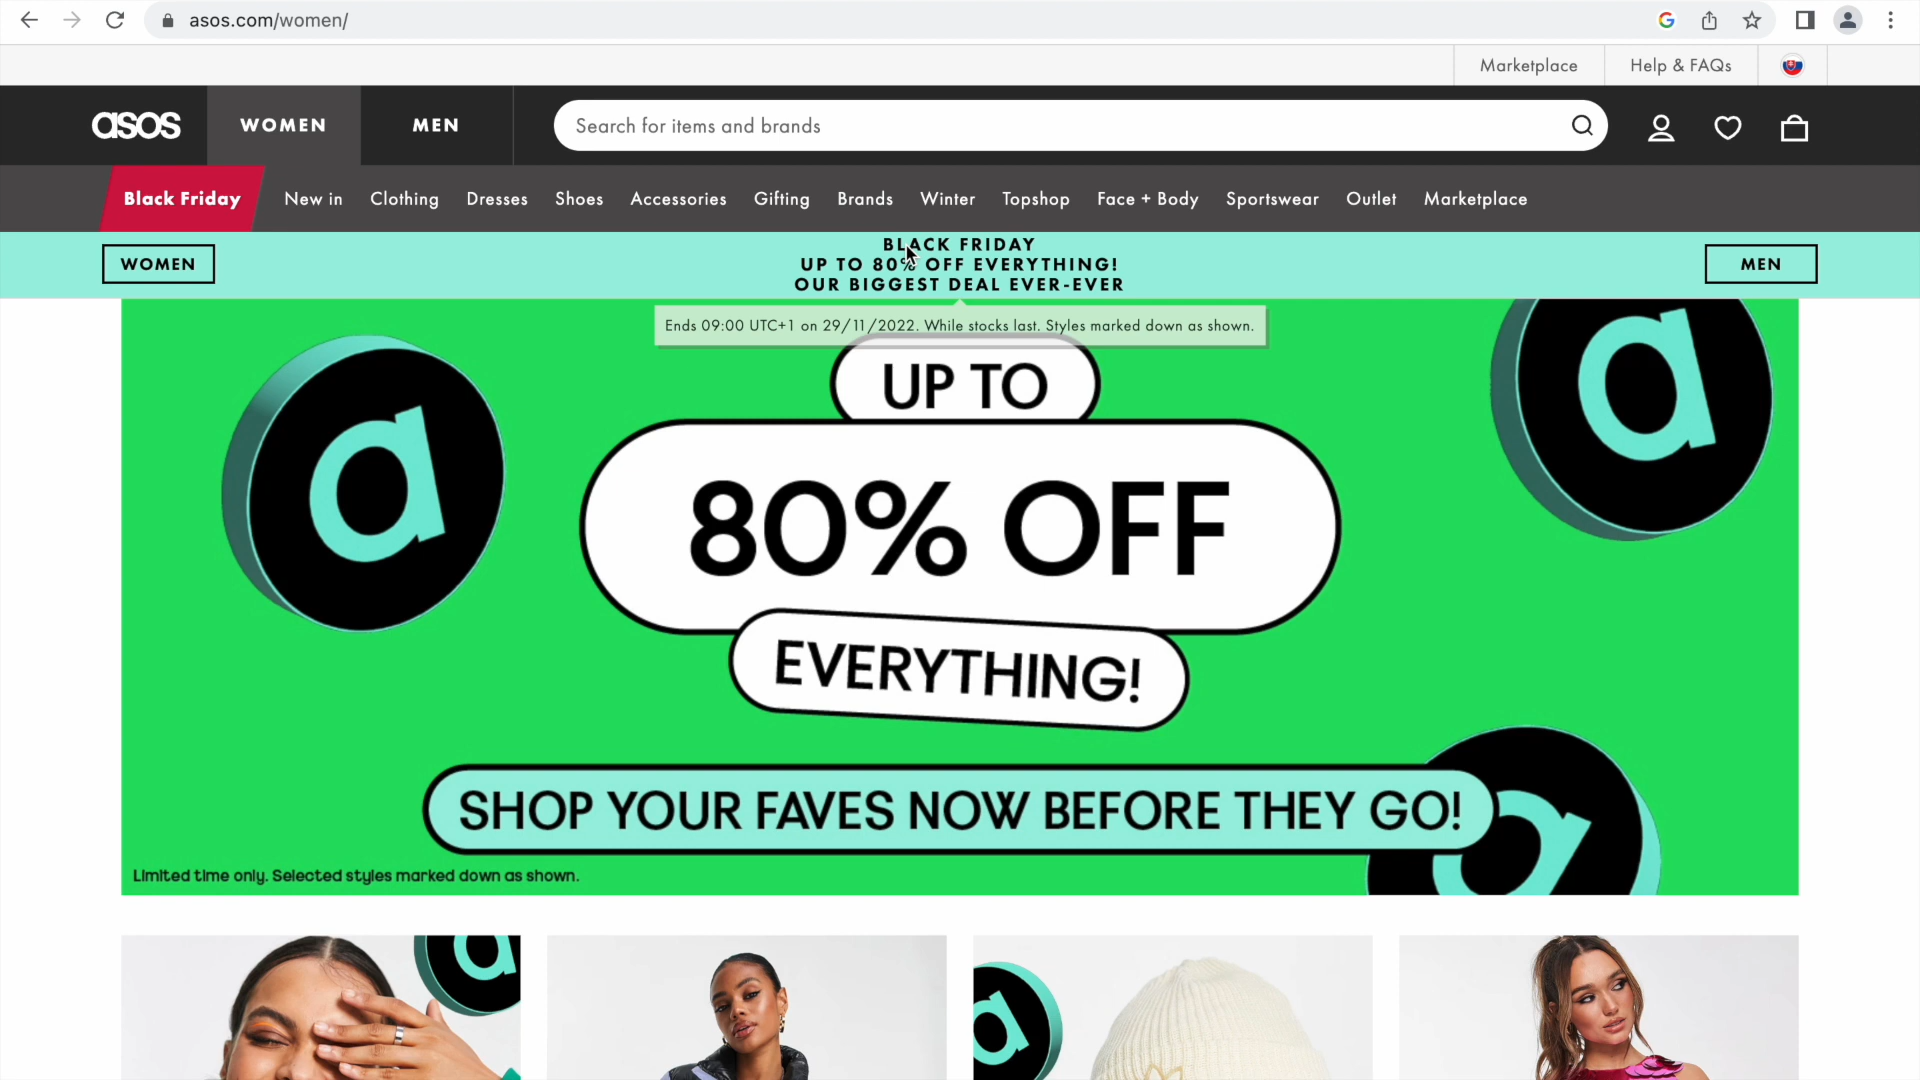 asos.com/women/
Marketplace
Help & FAQs
asos
WOMEN
MEN
Search for items and brands
Black Friday
New in
Clothing
Dresses
Shoes
Accessories
Gifting
Brands
Winter
Topshop
Face + Body
Sportswear
Outlet
Marketplace
WOMEN
BLACK FRIDAY
UP TO 80% OFF EVERYTHING!
OUR BIGGEST DEAL EVER-EVER
MEN
Ends 09:00 UTC+1 on 29/11/2022. While stocks last. Styles marked down as shown.
UP TO
80% OFF
EVERYTHING!
SHOP YOUR FAVES NOW BEFORE THEY GO!
Limited time only. Selected styles marked down as shown.
a
a
a
a
a